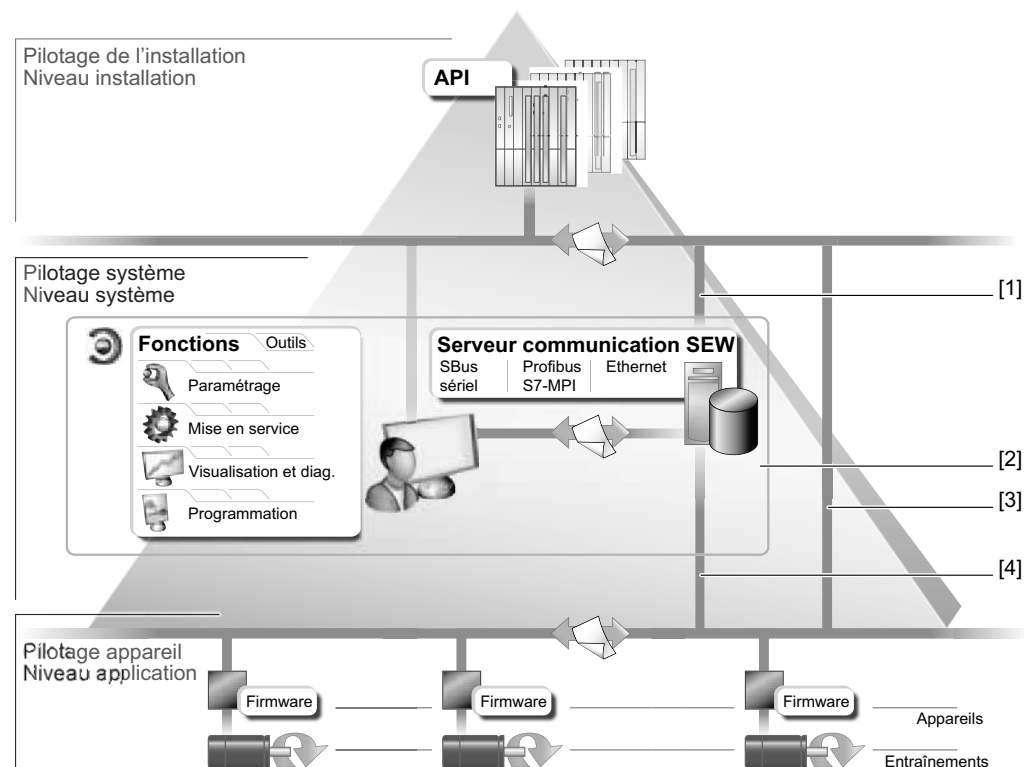 Pilotage de l'installation
Niveau installation
API
Pilotage système
Niveau système
[1]
Fonctions
Outils
Paramétrage
Mise en service
Visualisation et diag.
Programmation
Serveur communication SEW
SBus Profibus Ethernet
sériel S7-MPI
[2]
[3]
[4]
Pilotage appareil
Niveau application
Firmware Firmware Firmware
Appareils
Entraînements